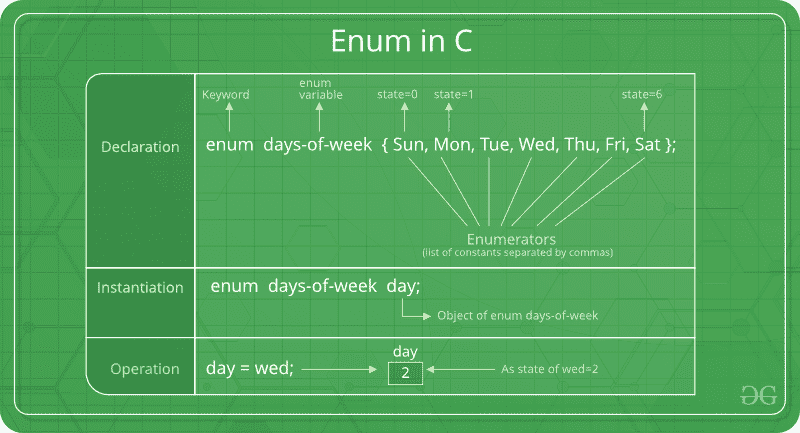 Enum in C
Keyword
enum
variable
state=0
state=1
state=6
Declaration
enum days-of-week { Sun, Mon, Tue, Wed, Thu, Fri, Sat };
Enumerators
(list of constants separated by commas)
Instantiation
enum days-of-week day;
Object of enum days-of-week
Operation
day = wed;
day
2
As state of wed=2